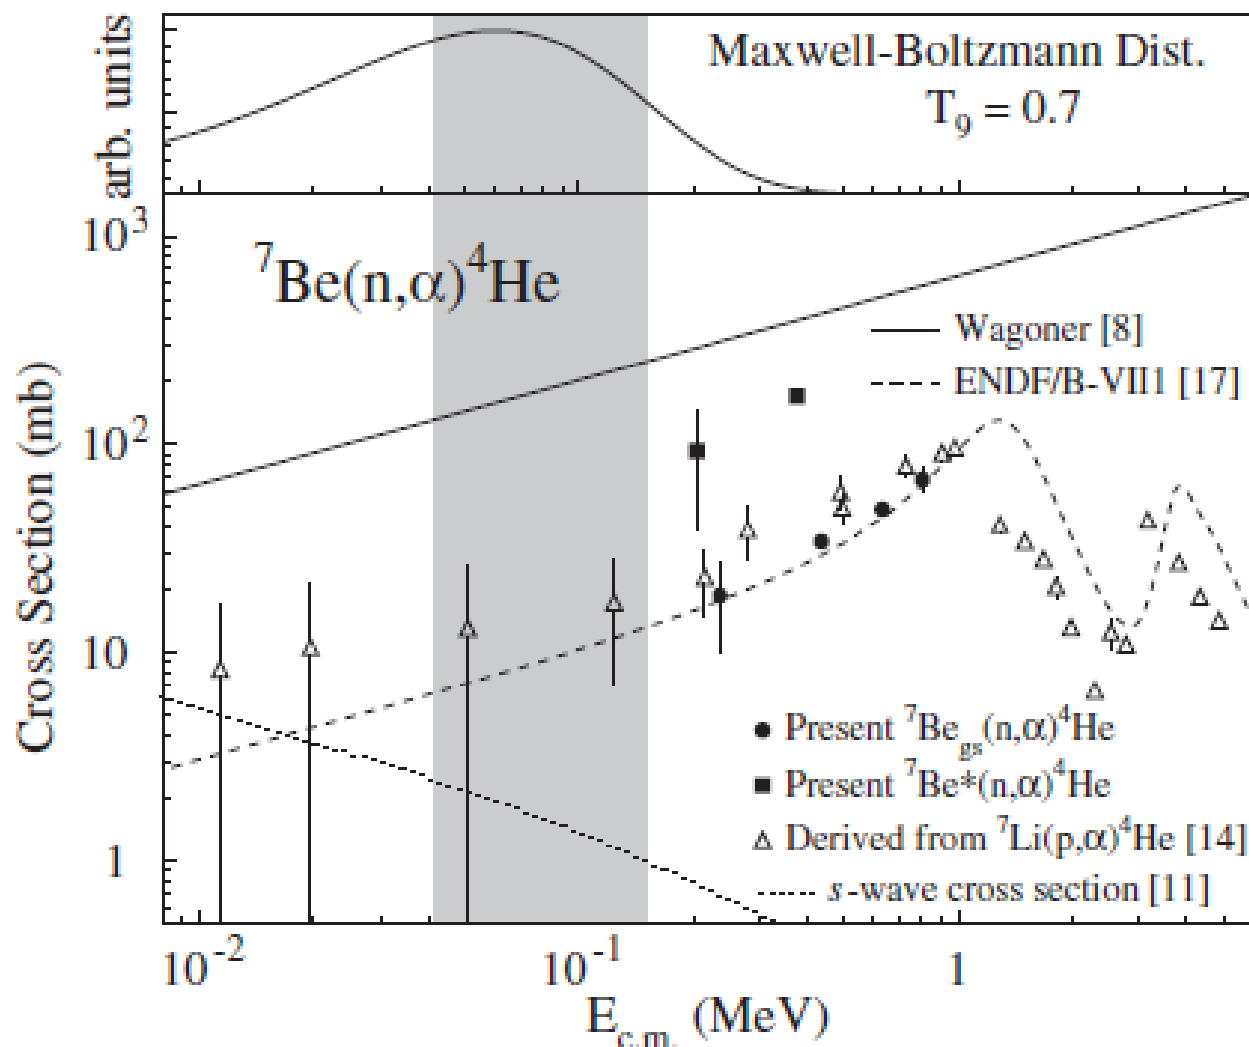 arb. units
Maxwell-Boltzmann Dist.
T₉ = 0.7
Cross Section (mb)
10³
10²
10
1
⁷Be(n,α)⁴He
Wagoner [8]
ENDF/B-VII1 [17]
Present ⁷Be_gs(n,α)⁴He
Present ⁷Be*(n,α)⁴He
Derived from ⁷Li(p,α)⁴He [14]
s-wave cross section [11]
10⁻² 10⁻¹ 1
E_c.m. (MeV)